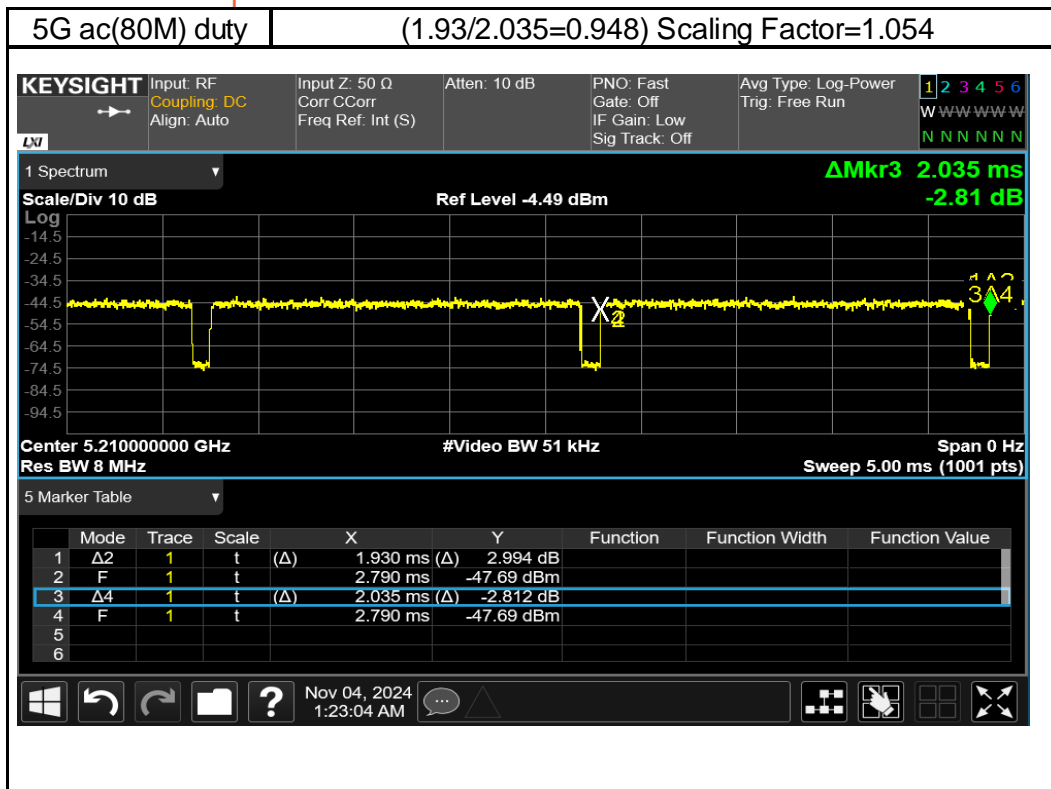 5G ac(80M) duty (1.93/2.035=0.948) Scaling Factor=1.054
KEYSIGHT Input: RF Input Z: 50 Ω Atten: 10 dB PNO: Fast Avg Type: Log-Power 1 2 3 4 5 6
Coupling: DC Corr CCorr Gate: Off Trig: Free Run W W W W W W
Align: Auto Freq Ref: Int (S) IF Gain: Low
LXI Sig Track: Off N N N N N N
1 Spectrum ΔMkr3 2.035 ms
Scale/Div 10 dB Ref Level -4.49 dBm -2.81 dB
Log
-14.5
-24.5
-34.5
-44.5 3Δ4
-54.5
-64.5
-74.5
-84.5
-94.5
Center 5.210000000 GHz #Video BW 51 kHz Span 0 Hz
Res BW 8 MHz Sweep 5.00 ms (1001 pts)
5 Marker Table
Mode Trace Scale X Y Function Function Width Function Value
1 Δ2 1 t (Δ) 1.930 ms (Δ) 2.994 dB
2 F 1 t 2.790 ms -47.69 dBm
3 Δ4 1 t (Δ) 2.035 ms (Δ) -2.812 dB
4 F 1 t 2.790 ms -47.69 dBm
5
6
? Nov 04, 2024
1:23:04 AM